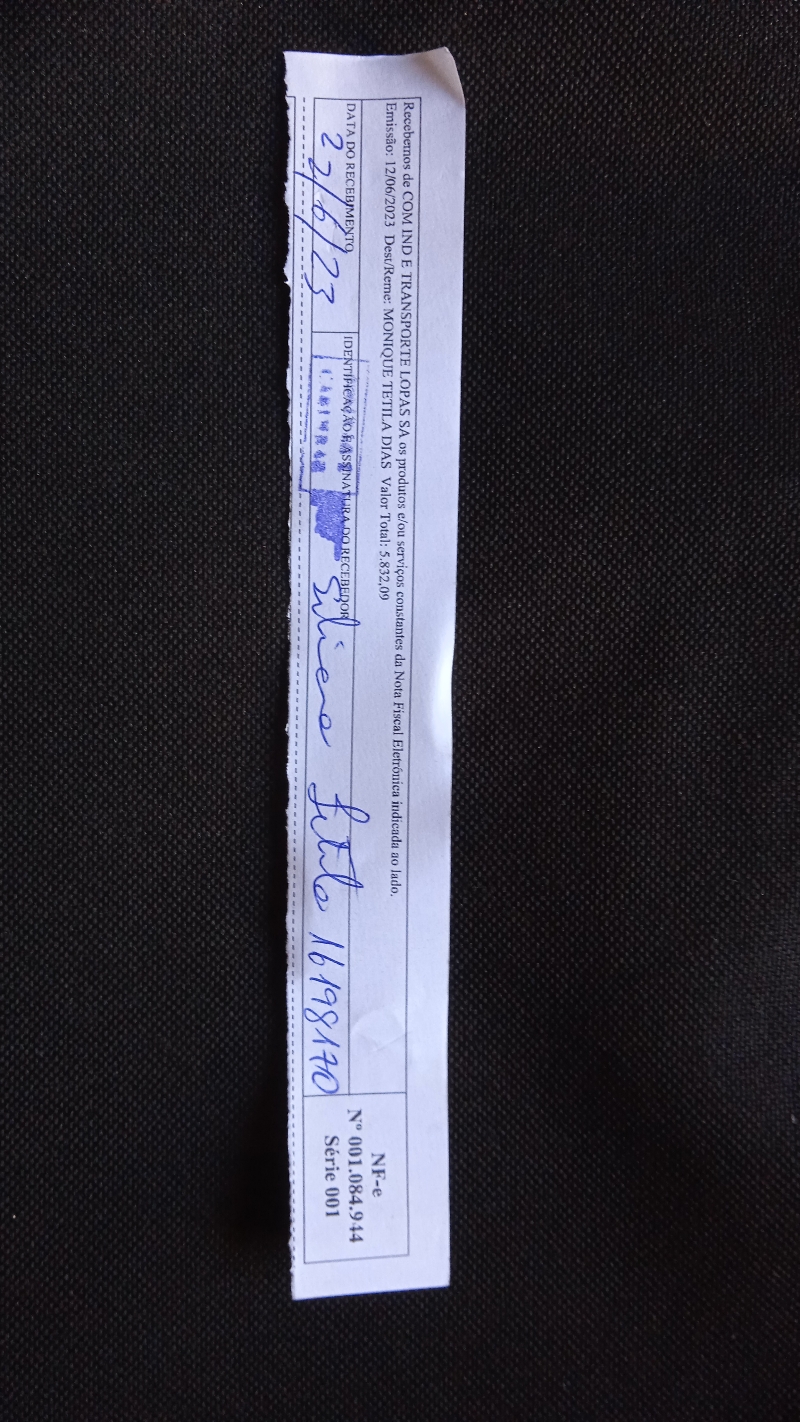 Recebemos de COM IND E TRANSPORTE LOPAS SA os produtos e/ou serviços constantes da Nota Fiscal Eletrônica indicada ao lado.
Emissão: 12/06/2023 Dest/Reme: MONIQUE TETILA DIAS Valor Total: 5.832,09
DATA DO RECEBIMENTO
22/6/23
IDENTIFICAÇÃO E ASSINATURA DO RECEBEDOR
16198170
NF-e
Nº 001.084.944
Série 001